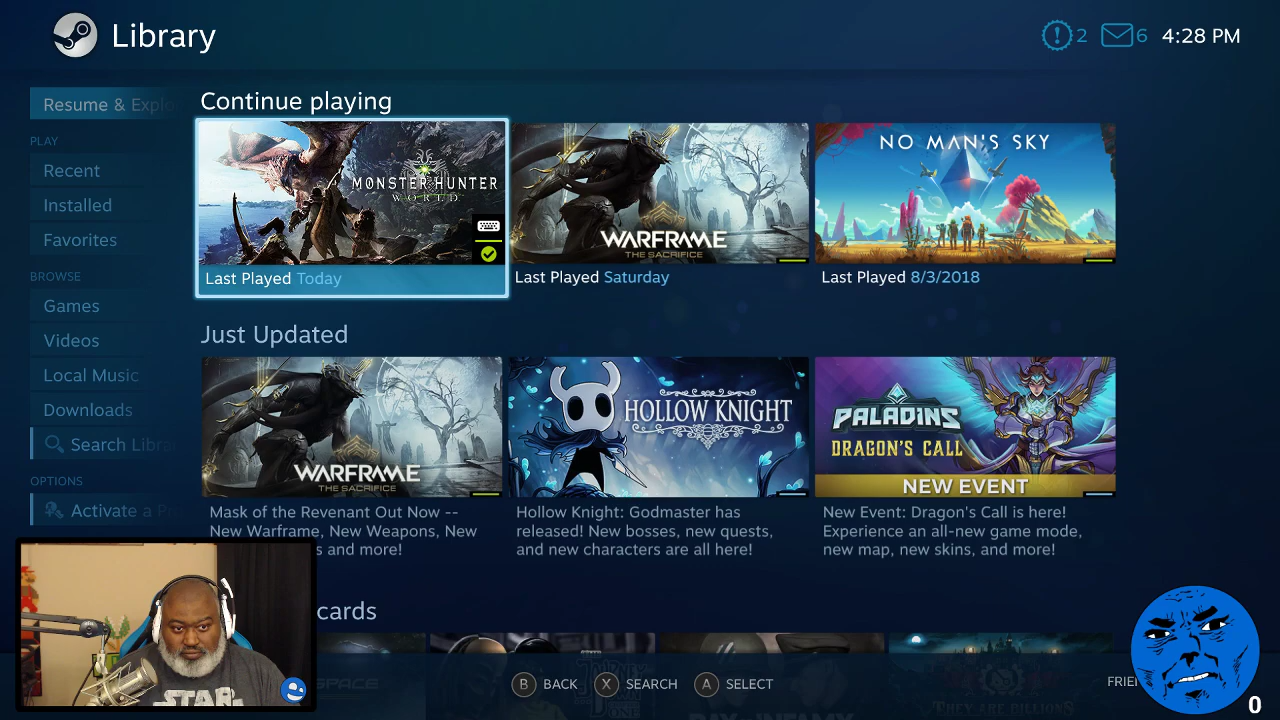 Library
2
6
4:28 PM
Resume & Explo
PLAY
Recent
Installed
Favorites
BROWSE
Games
Videos
Local Music
Downloads
Search Libra
OPTIONS
Activate a Pr
Continue playing
MONSTER HUNTER
WORLD
Last Played Today
WARFRAME
THE SACRIFICE
Last Played Saturday
NO MAN'S SKY
Last Played 8/3/2018
Just Updated
WARFRAME
THE SACRIFICE
Mask of the Revenant Out Now --
New Warframe, New Weapons, New
s and more!
HOLLOW KNIGHT
Hollow Knight: Godmaster has
released! New bosses, new quests,
and new characters are all here!
PALADINS
DRAGON'S CALL
NEW EVENT
New Event: Dragon's Call is here!
Experience an all-new game mode,
new map, new skins, and more!
cards
STAR
SPACE
THEY ARE BILLIONS
B BACK
X SEARCH
A SELECT
FRIE
0